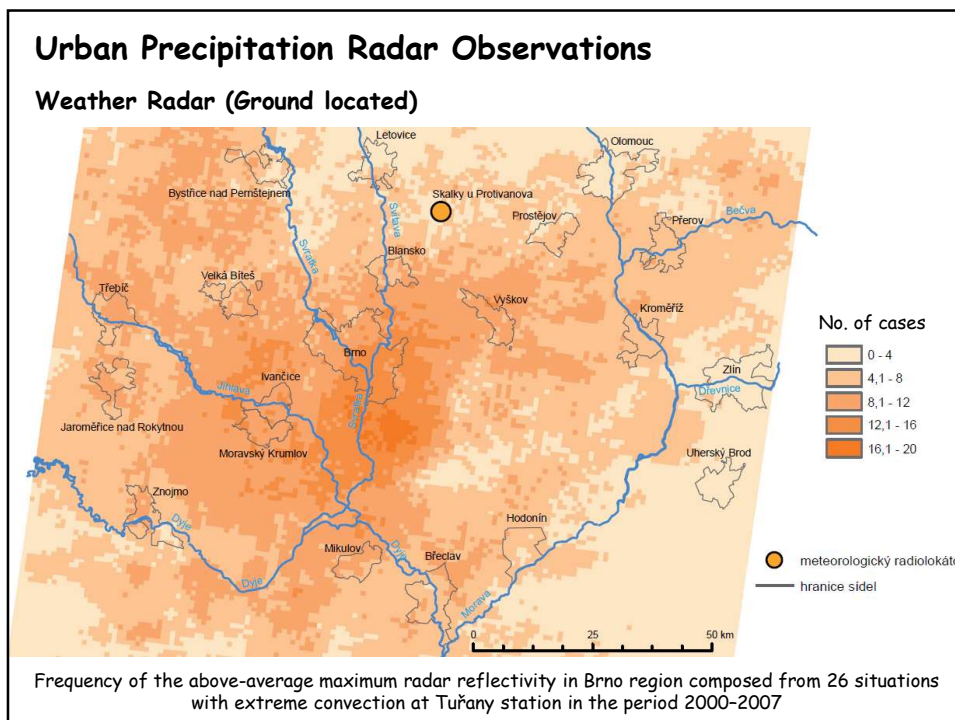 Urban Precipitation Radar Observations
Weather Radar (Ground located)
Letovice
Olomouc
Bystřice nad Pernštejnem
Skalky u Protivanova
Prostějov
Přerov
Bečva
Svratka
Svitava
Blansko
Velká Bíteš
Třebíč
Vyškov
Kroměříž
Brno
Zlín
Dřevnice
Ivančice
Jihlava
Svratka
Jaroměřice nad Rokytnou
Moravský Krumlov
Uherský Brod
Znojmo
Dyje
Hodonín
Mikulov
Dyje
Břeclav
Dyje
Morava
0 25 50 km
No. of cases
0 - 4
4,1 - 8
8,1 - 12
12,1 - 16
16,1 - 20
meteorologický radiolokáto
hranice sídel
Frequency of the above-average maximum radar reflectivity in Brno region composed from 26 situations
with extreme convection at Tuřany station in the period 2000–2007